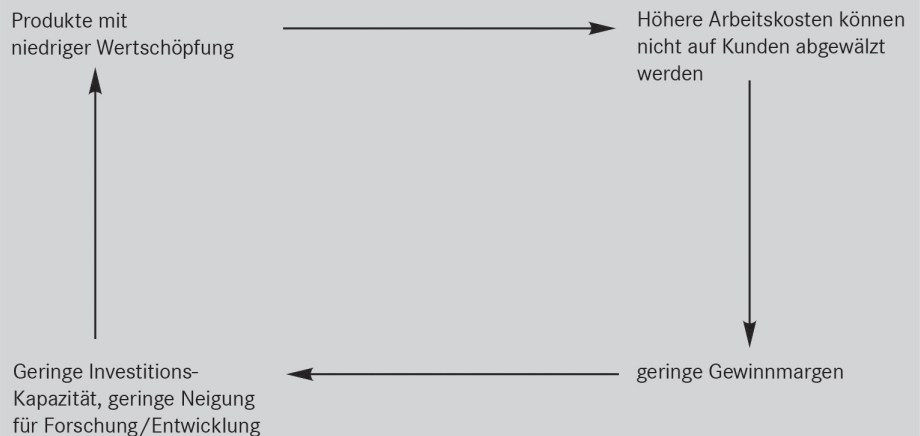 Produkte mit
niedriger Wertschöpfung
Höhere Arbeitskosten können
nicht auf Kunden abgewälzt
werden
geringe Gewinnmargen
Geringe Investitions-
Kapazität, geringe Neigung
für Forschung/Entwicklung